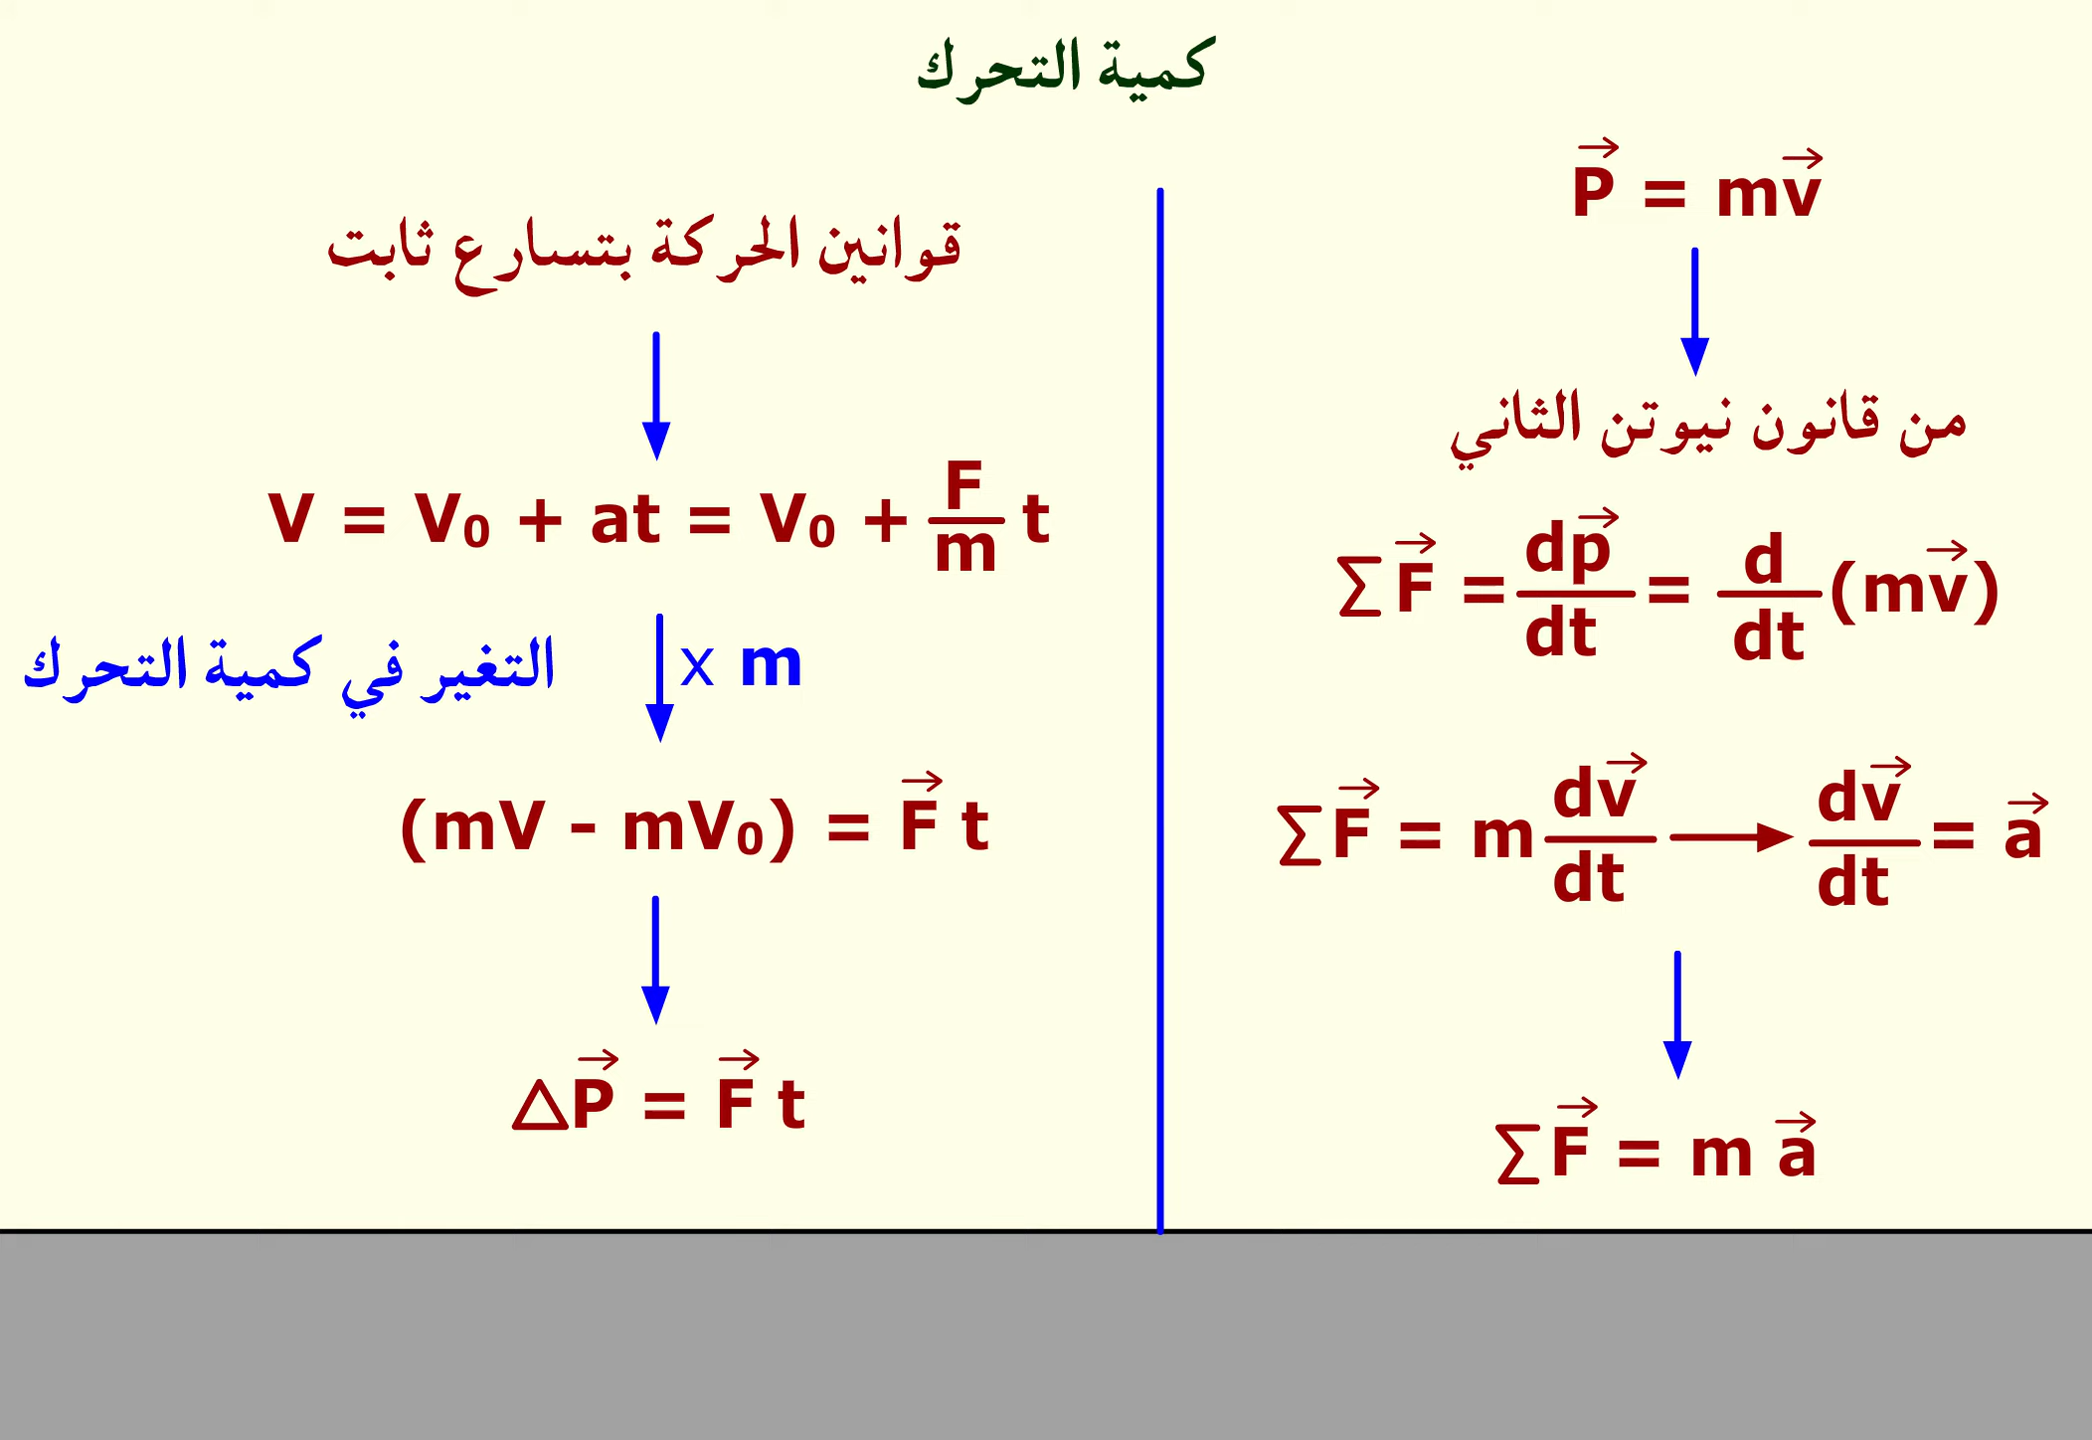 كمية التحرك
P⃗ = mv⃗
من قانون نيوتن الثاني
∑F⃗ = dp⃗/dt = d/dt (mv⃗)
∑F⃗ = m dv⃗/dt → dv⃗/dt = a⃗
∑F⃗ = m a⃗
قوانين الحركة بتسارع ثابت
V = V₀ + at = V₀ + F/m t
x m
التغير في كمية التحرك
(mV - mV₀) = F⃗ t
△P⃗ = F⃗ t